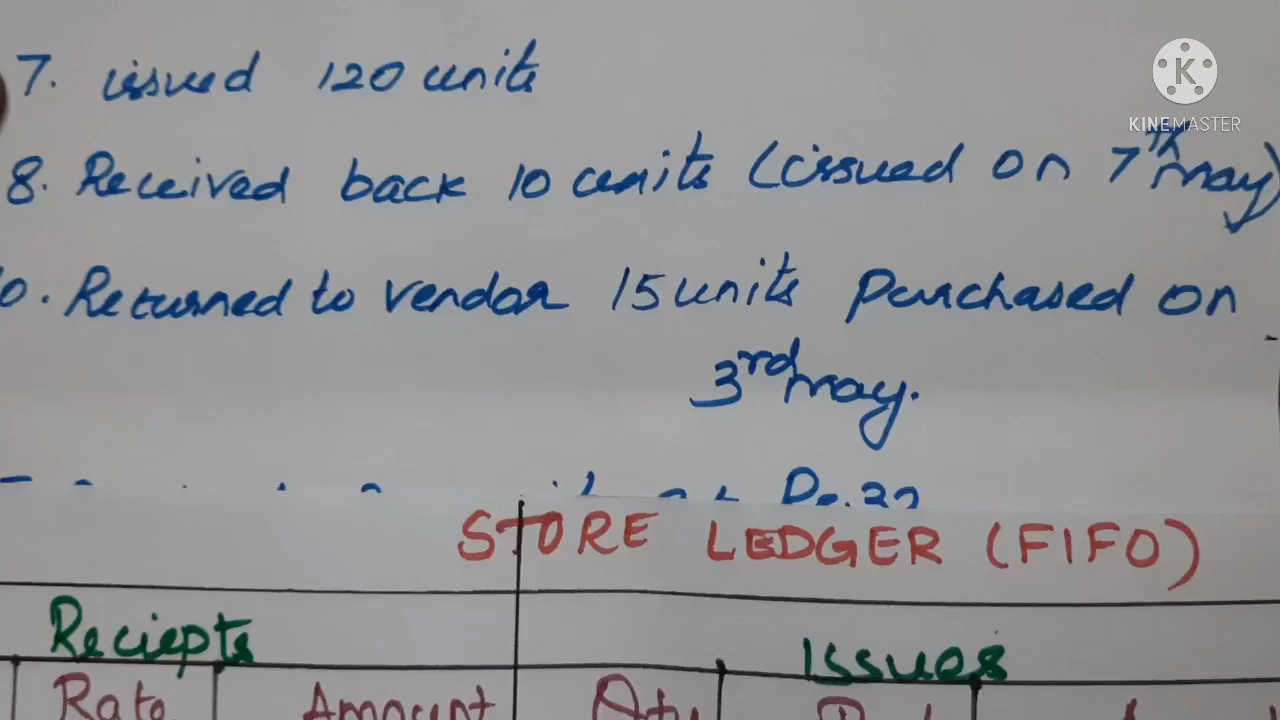 7. issued 120 units
K
KINEMASTER
8. Received back 10 units (issued on 7th may)
0. Returned to vendor 15 units Purchased on
3rd may.
STORE LEDGER (FIFO)
Reciepts Issues
Rate Amount Qty